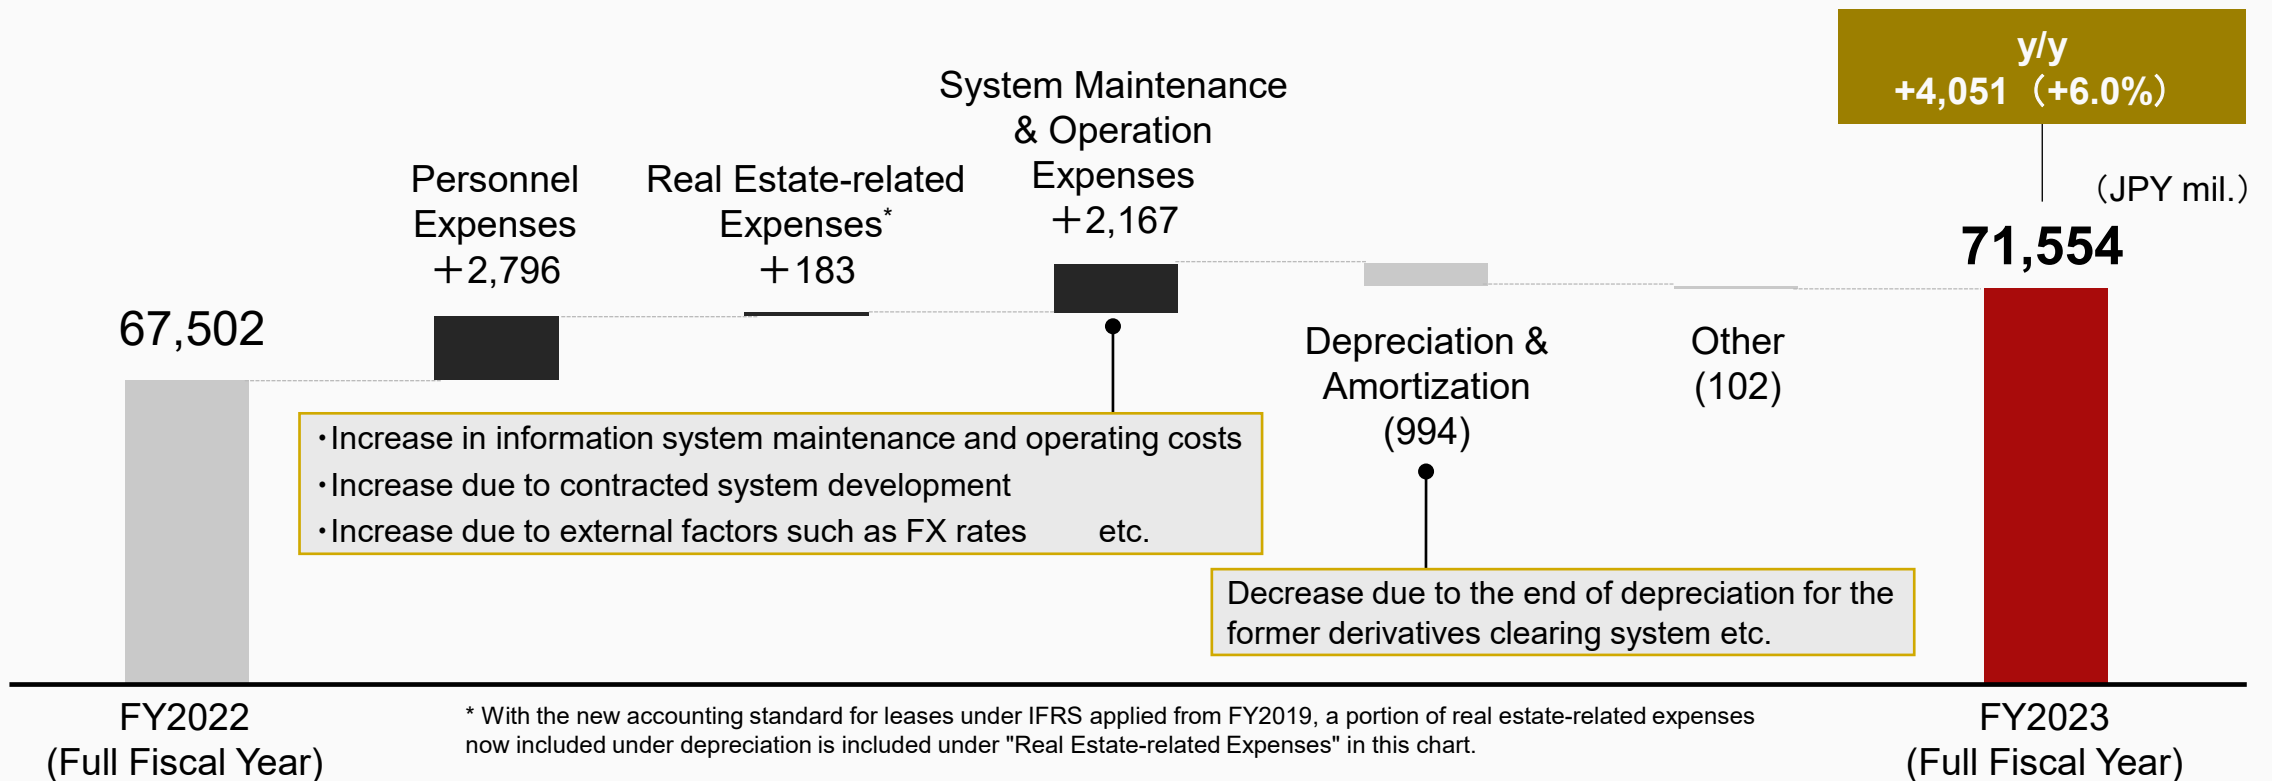 y/y
+4,051（+6.0%）
（JPY mil.）
System Maintenance
& Operation
Expenses
＋2,167
Personnel
Expenses
＋2,796
Real Estate-related
Expenses*
＋183
67,502
71,554
Depreciation &
Amortization
(994)
Other
(102)
・Increase in information system maintenance and operating costs
・Increase due to contracted system development
・Increase due to external factors such as FX rates etc.
Decrease due to the end of depreciation for the
former derivatives clearing system etc.
FY2022
(Full Fiscal Year)
* With the new accounting standard for leases under IFRS applied from FY2019, a portion of real estate-related expenses
now included under depreciation is included under "Real Estate-related Expenses" in this chart.
FY2023
(Full Fiscal Year)